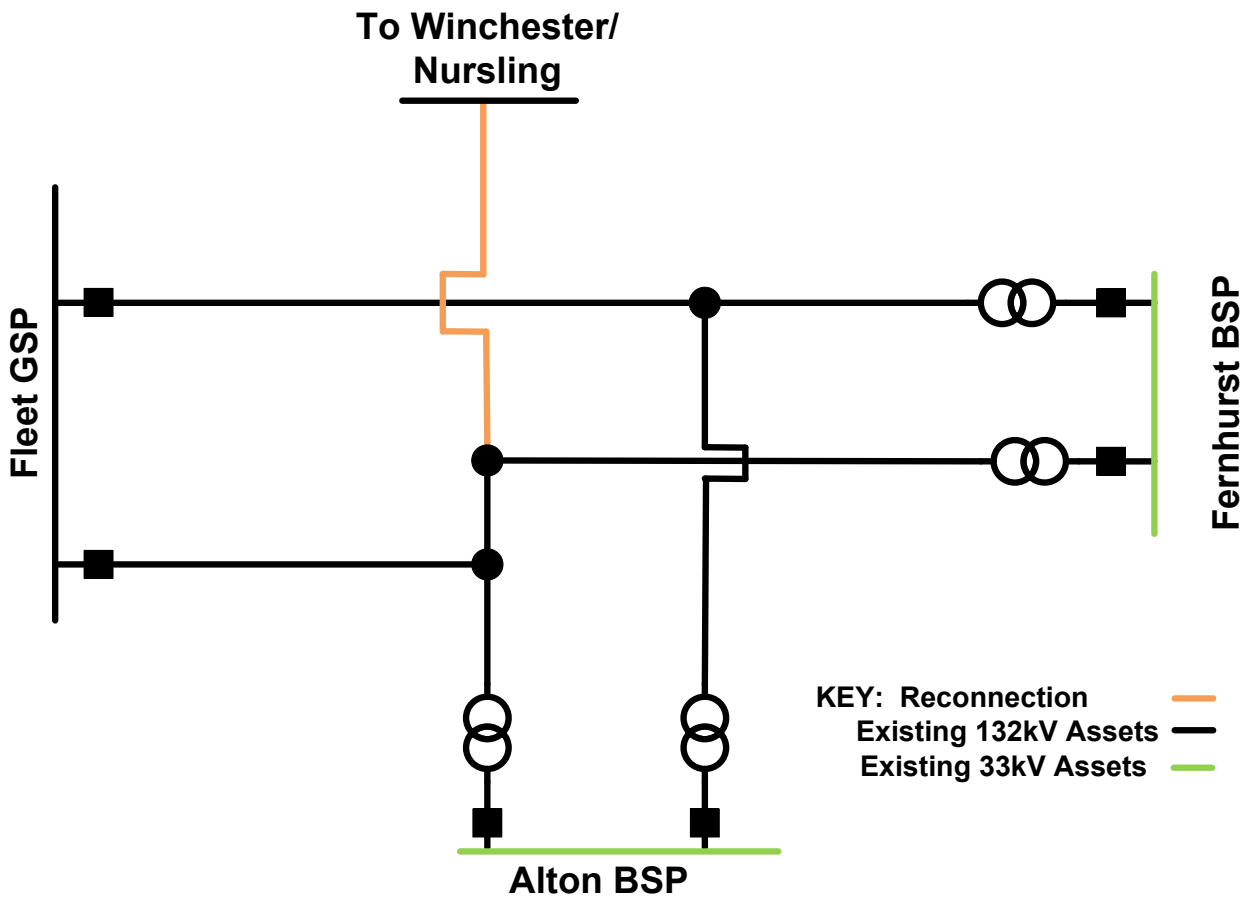 To Winchester/
Nursling
Fleet GSP
Fernhurst BSP
KEY: Reconnection
Existing 132kV Assets
Existing 33kV Assets
Alton BSP